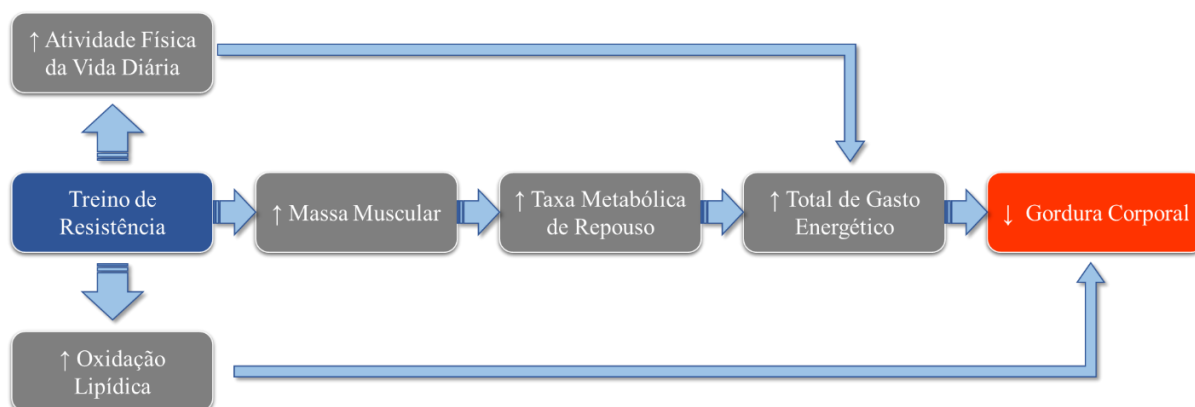 ↑ Atividade Física
da Vida Diária
Treino de
Resistência
↑ Massa Muscular
↑ Taxa Metabólica
de Repouso
↑ Total de Gasto
Energético
↓ Gordura Corporal
↑ Oxidação
Lipídica